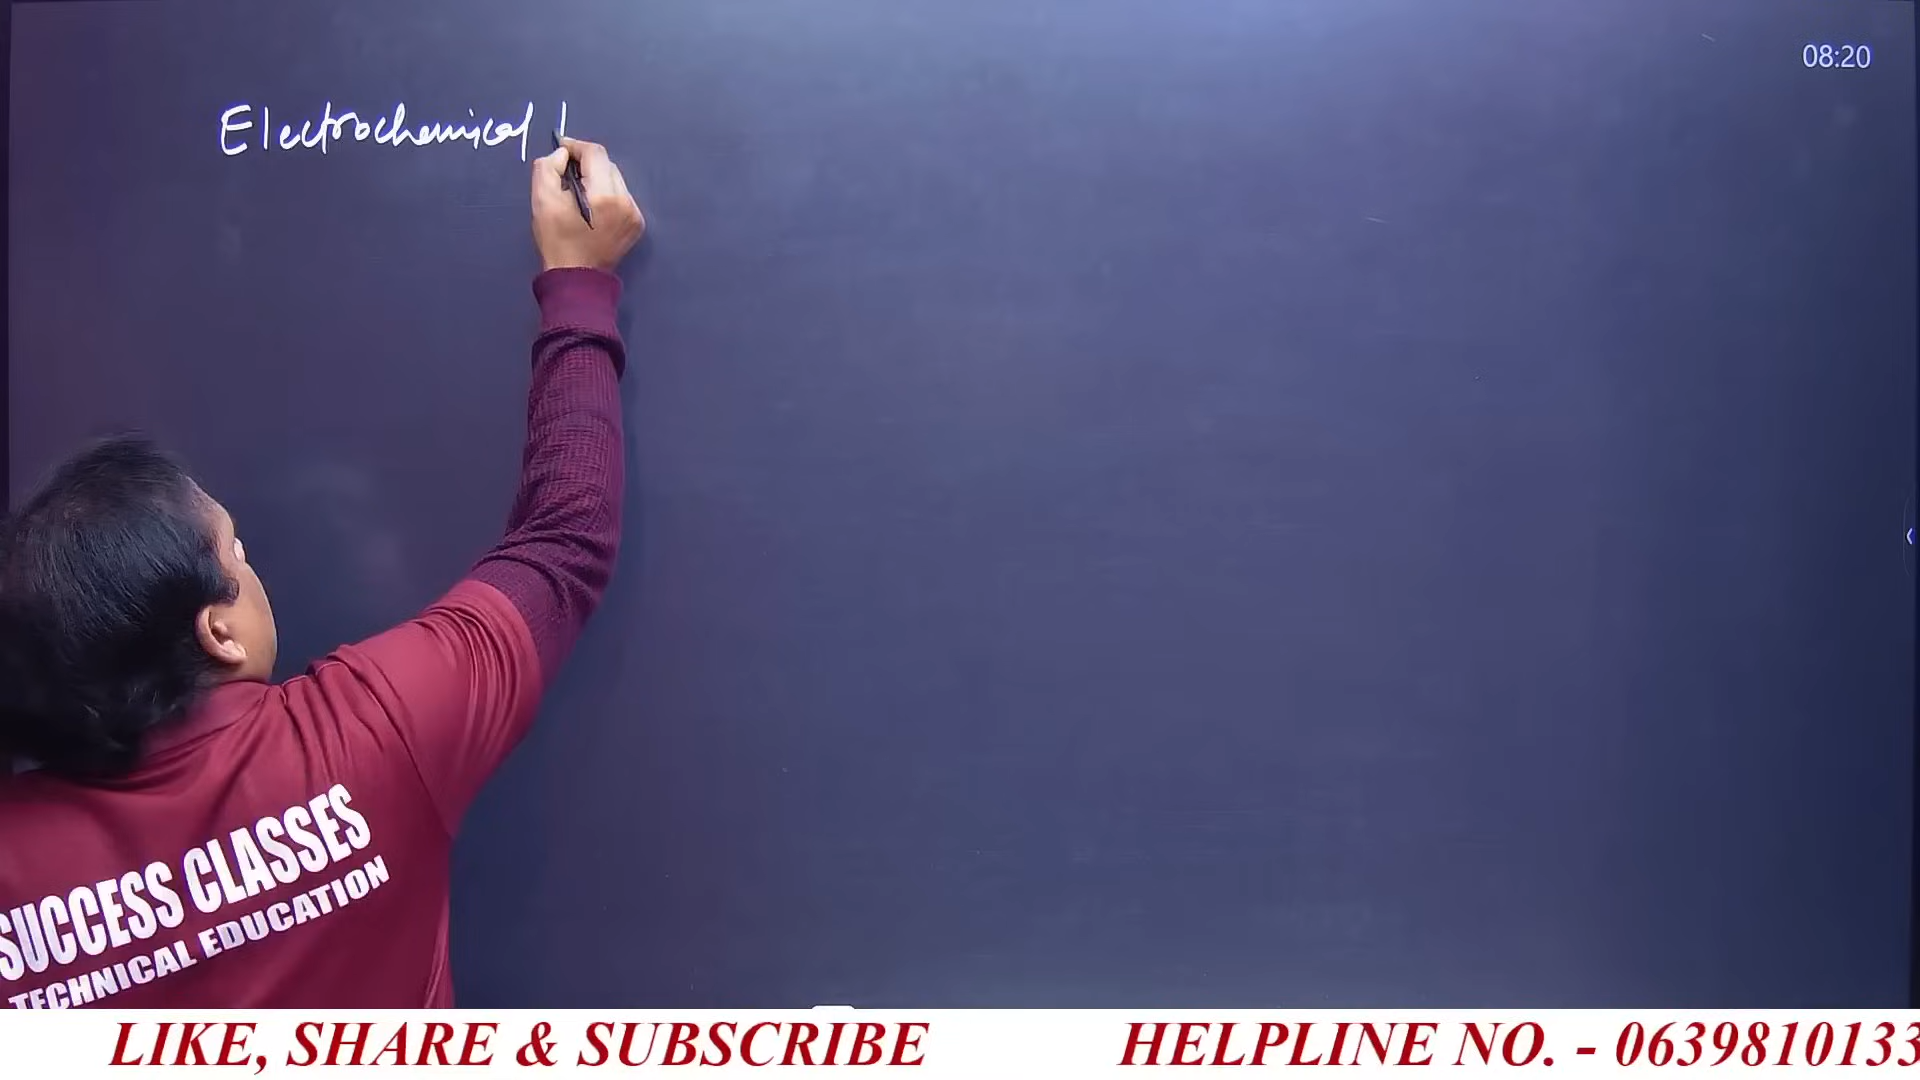 08:20
Electrochemical
SUCCESS CLASSES
TECHNICAL EDUCATION
LIKE, SHARE & SUBSCRIBE HELPLINE NO. - 0639810133